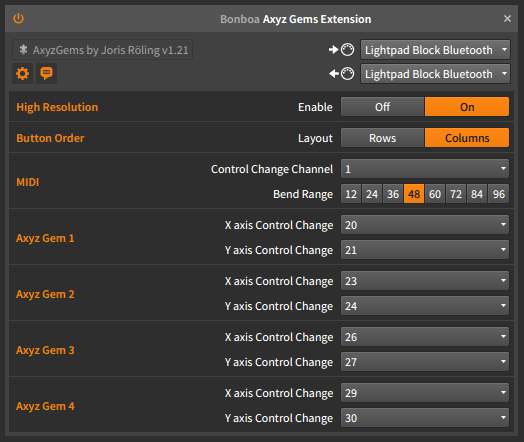 Bonboa Axyz Gems Extension
AxyzGems by Joris Röling v1.21
Lightpad Block Bluetooth
Lightpad Block Bluetooth
High Resolution Enable Off On
Button Order Layout Rows Columns
MIDI
Control Change Channel 1
Bend Range 12 24 36 48 60 72 84 96
Axyz Gem 1
X axis Control Change 20
Y axis Control Change 21
Axyz Gem 2
X axis Control Change 23
Y axis Control Change 24
Axyz Gem 3
X axis Control Change 26
Y axis Control Change 27
Axyz Gem 4
X axis Control Change 29
Y axis Control Change 30